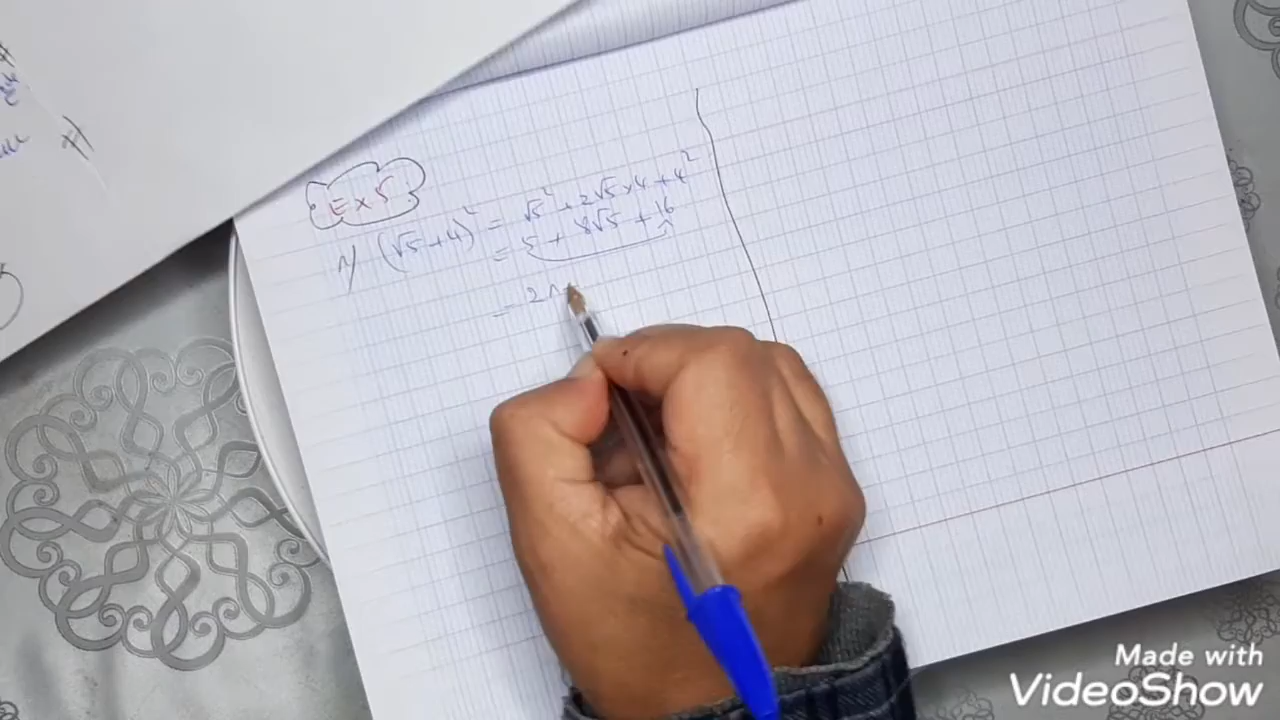 Ex 5
1) (√5+4)² = √5² + 2√5×4 + 4²
= 5 + 8√5 + 16
= 21
Made with
VideoShow